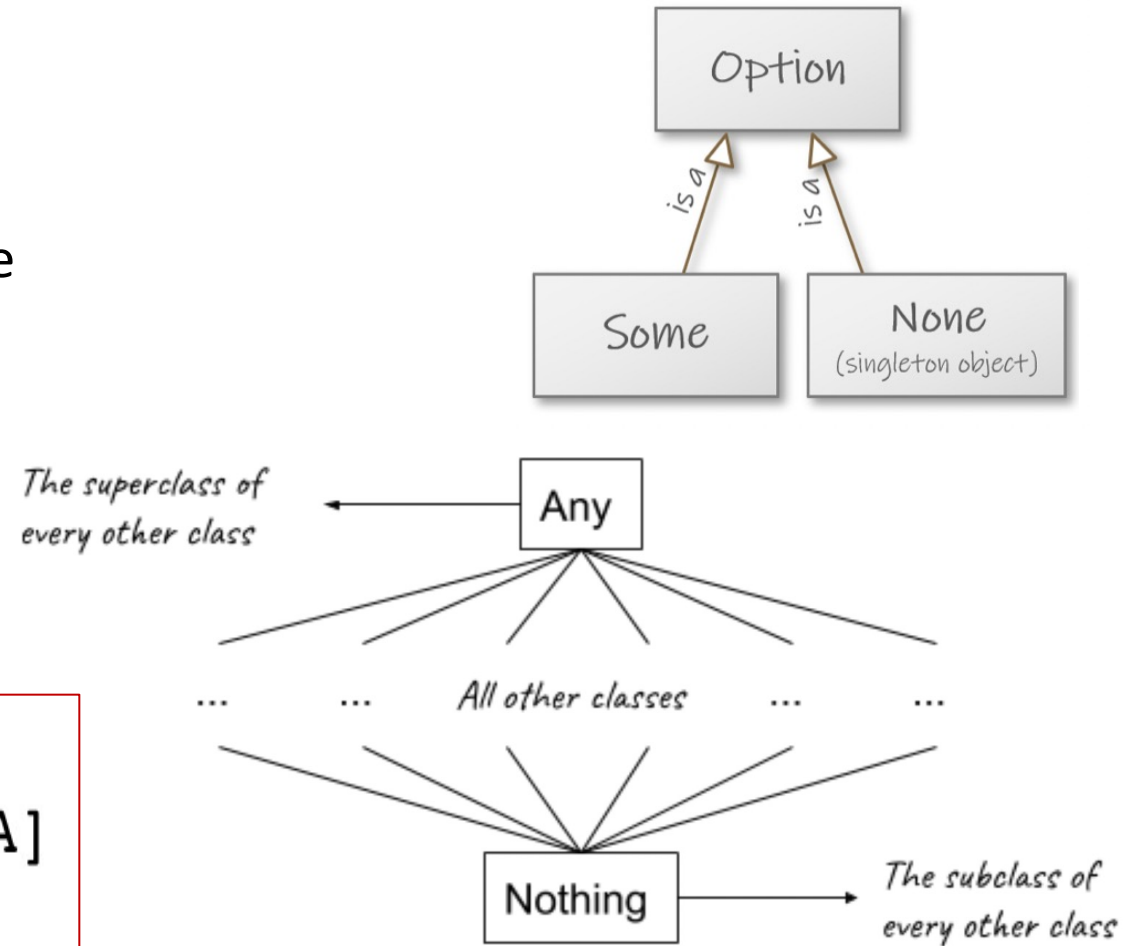 Option
is a
is a
e
Some
None
(singleton object)
The superclass of
every other class
Any
... ... All other classes ... ...
A]
Nothing
The subclass of
every other class